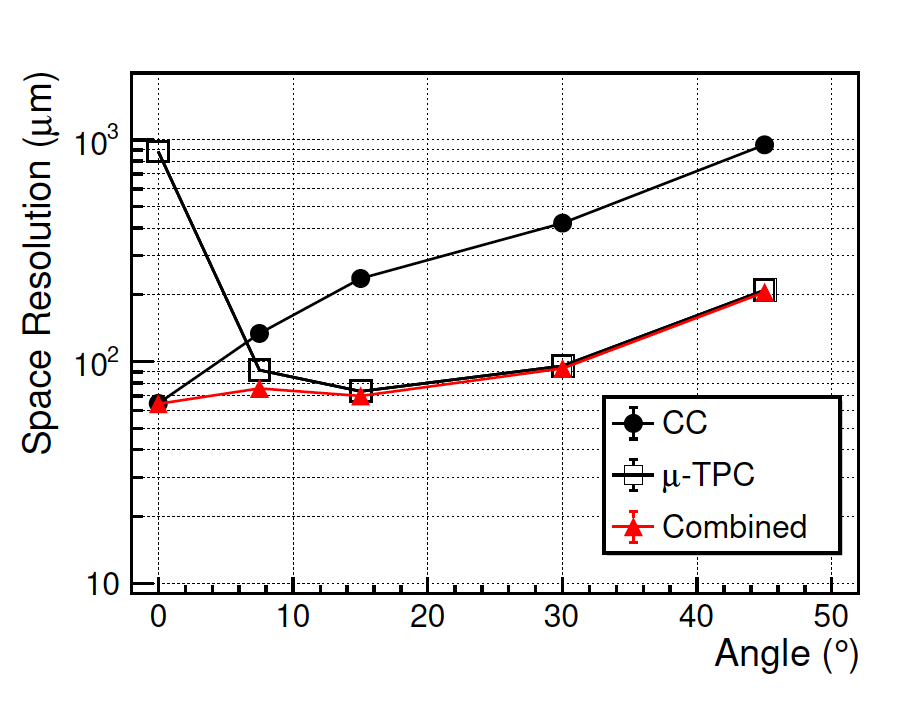 Space Resolution (μm)
10³
10²
10
0 10 20 30 40 50
Angle (°)
CC
μ-TPC
Combined